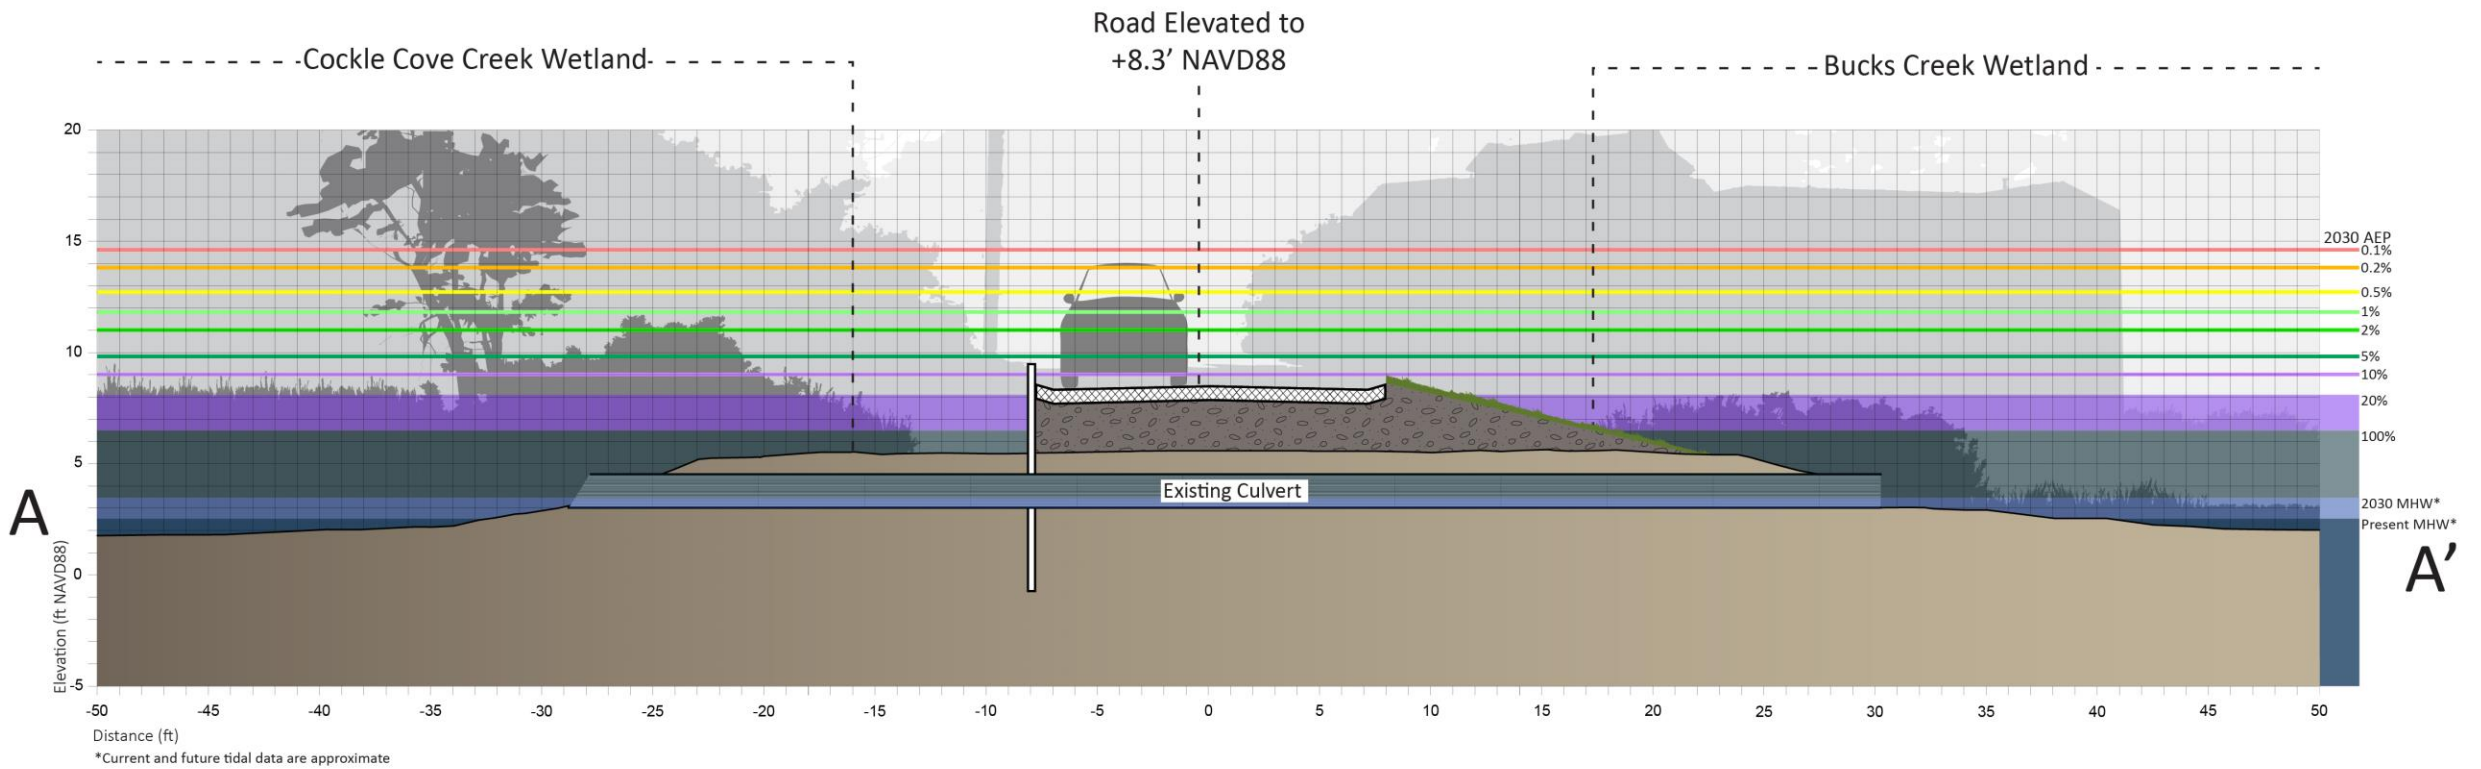 Road Elevated to
+8.3’ NAVD88
Cockle Cove Creek Wetland
Bucks Creek Wetland
20
15
10
5
0
-5
Elevation (ft NAVD88)
2030 AEP
0.1%
0.2%
0.5%
1%
2%
5%
10%
20%
100%
2030 MHW*
Present MHW*
Existing Culvert
A
A’
-50 -45 -40 -35 -30 -25 -20 -15 -10 -5 0 5 10 15 20 25 30 35 40 45 50
Distance (ft)
*Current and future tidal data are approximate